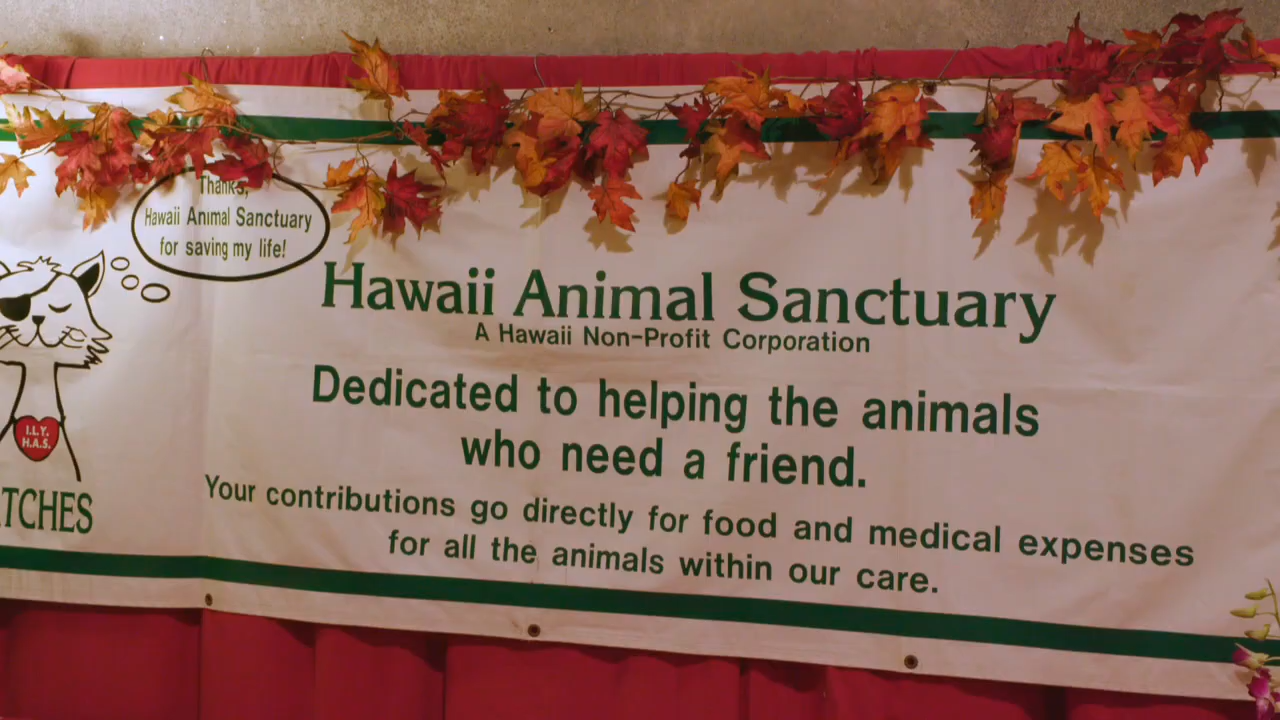 Thanks,
Hawaii Animal Sanctuary
for saving my life!
Hawaii Animal Sanctuary
A Hawaii Non-Profit Corporation
Dedicated to helping the animals
who need a friend.
Your contributions go directly for food and medical expenses
for all the animals within our care.
I.L.Y.
H.A.S.
TCHES